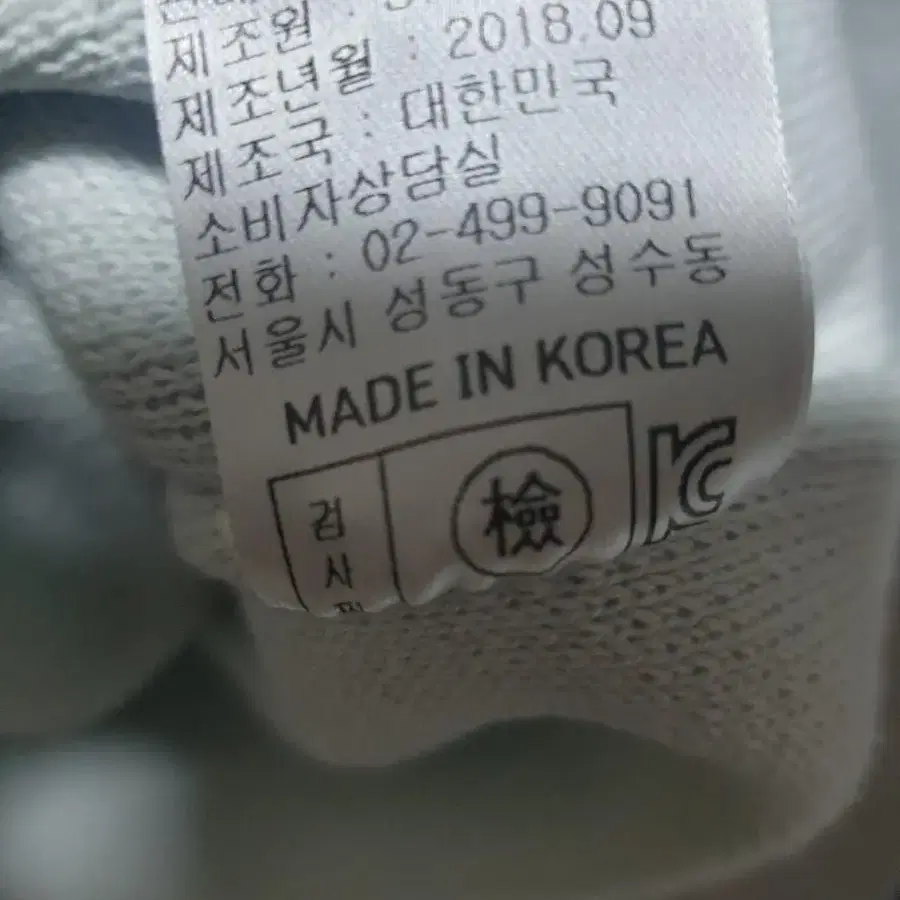 제조원 :
제조년월 : 2018.09
제조국 : 대한민국
소비자상담실
전화 : 02-499-9091
서울시 성동구 성수동
MADE IN KOREA
검사
檢